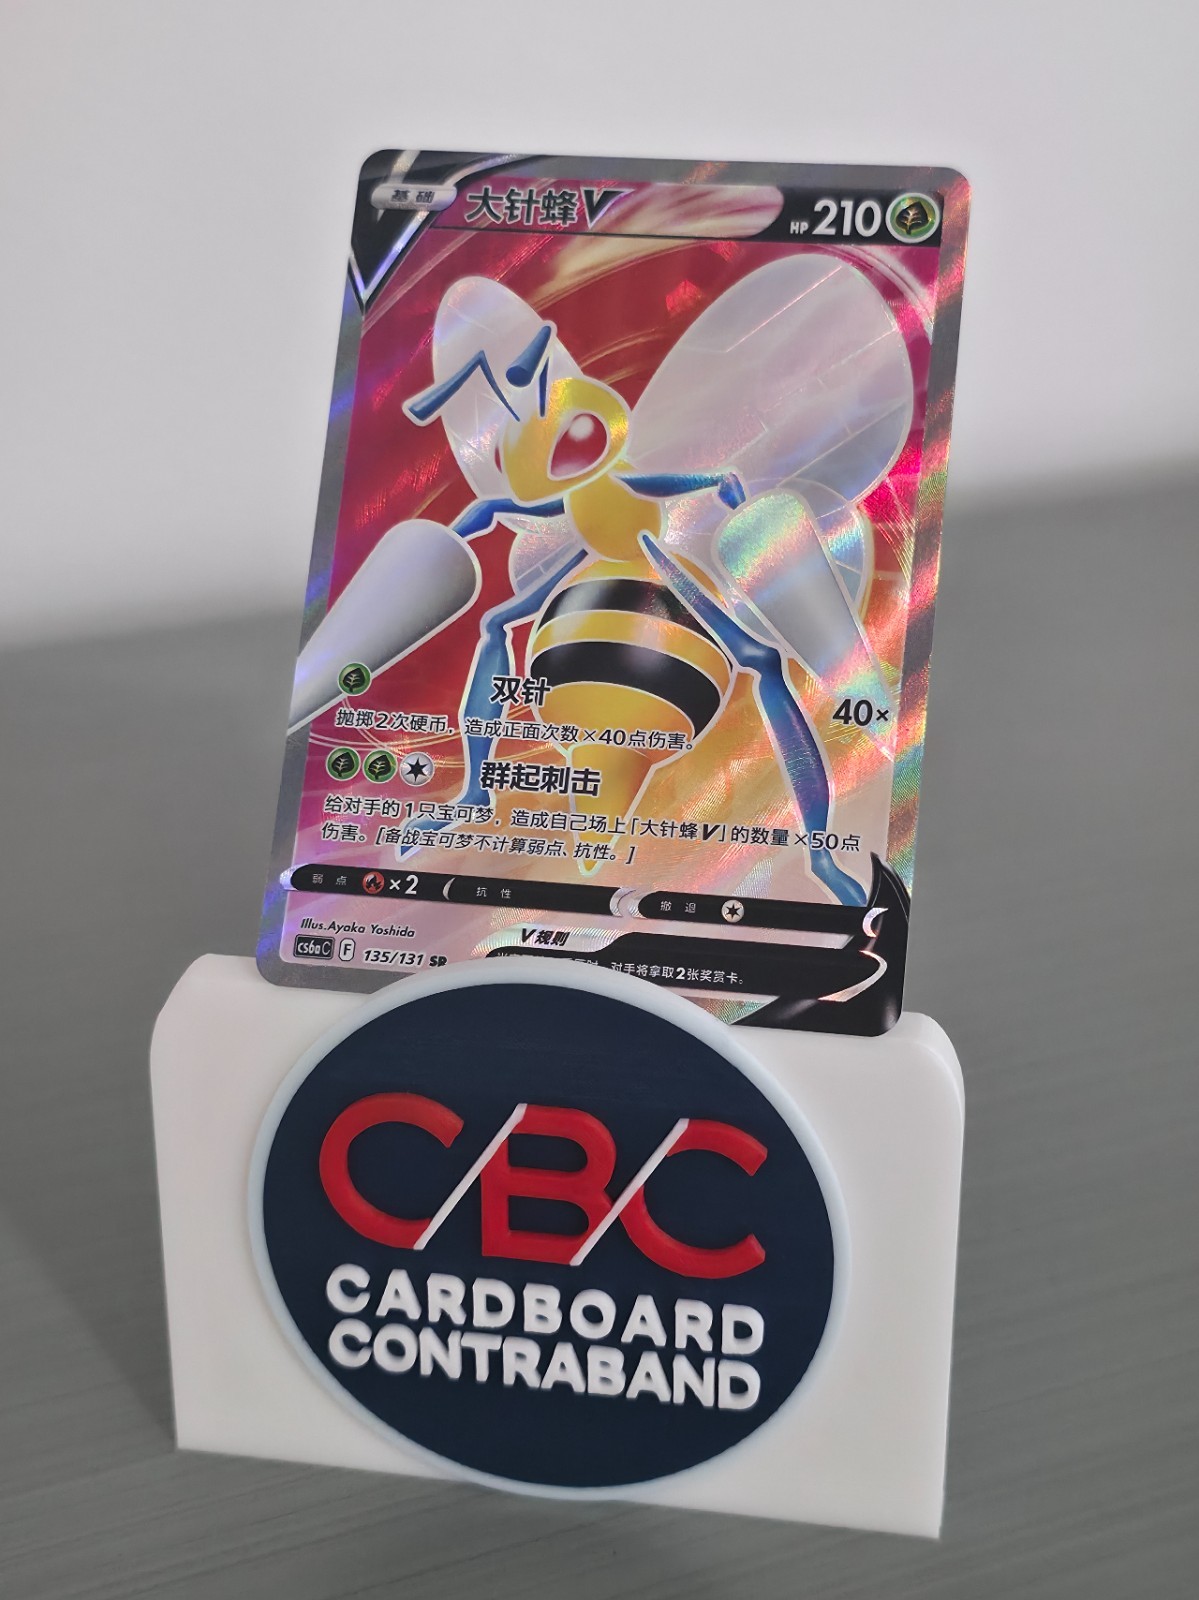 基础 大针蜂V HP 210
双针 40×
抛掷2次硬币，造成正面次数×40点伤害。
群起刺击
给对手的1只宝可梦，造成自己场上「大针蜂V」的数量×50点
伤害。[备战宝可梦不计算弱点、抗性。]
弱点 ×2 抗性 撤退
Illus. Ayaka Yoshida
V规则
CS6aC F 135/131 SR
对手将拿取2张奖赏卡。
CBC
CARDBOARD
CONTRABAND